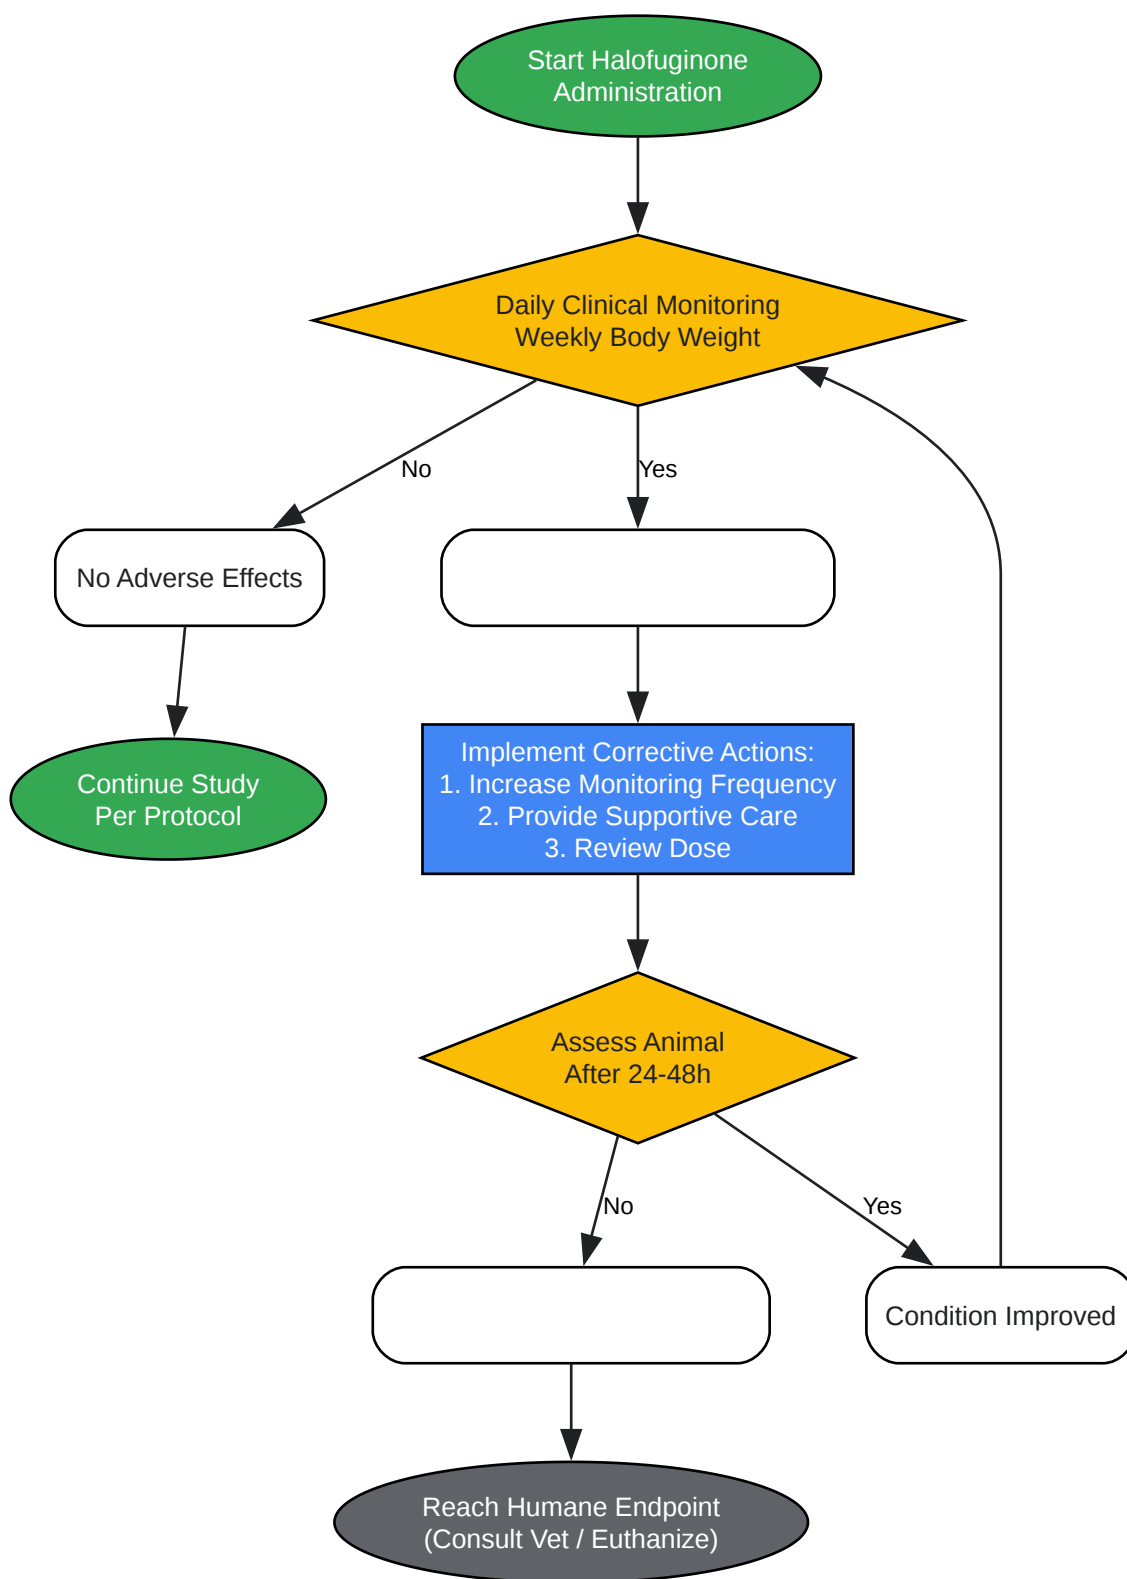 Start Halofuginone
Administration
Daily Clinical Monitoring
Weekly Body Weight
No
Yes
No Adverse Effects
Implement Corrective Actions:
1. Increase Monitoring Frequency
2. Provide Supportive Care
3. Review Dose
Continue Study
Per Protocol
Assess Animal
After 24-48h
No
Yes
Condition Improved
Reach Humane Endpoint
(Consult Vet / Euthanize)